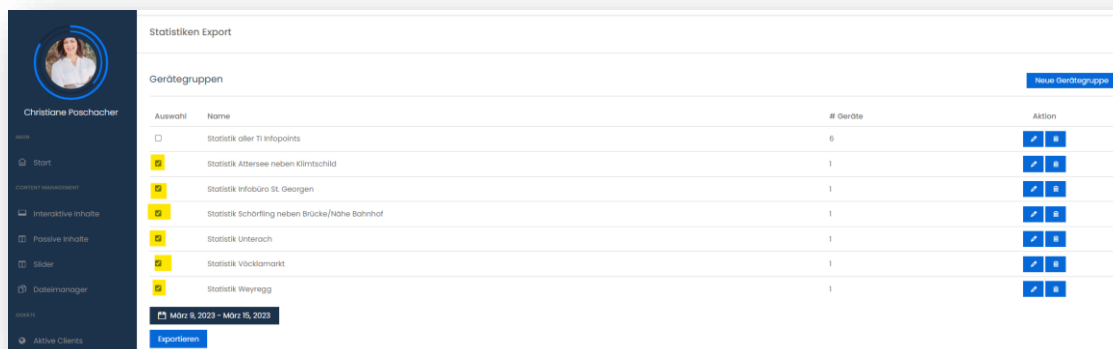 Statistiken Export
Gerätegruppen
Neue Gerätegruppe
Christiane Poschacher
Auswahl Name # Geräte Aktion
Statistik aller TI Infopoints 6
Start
Statistik Attersee neben Klimtschild 1
CONTENT MANAGEMENT
Statistik Infobüro St. Georgen 1
Interaktive Inhalte
Statistik Schörfling neben Brücke/Nähe Bahnhof 1
Passive Inhalte
Statistik Unterach 1
Slider
Statistik Vöcklamarkt 1
Dateimanager
Statistik Weyregg 1
März 9, 2023 - März 15, 2023
Aktive Clients
Exportieren